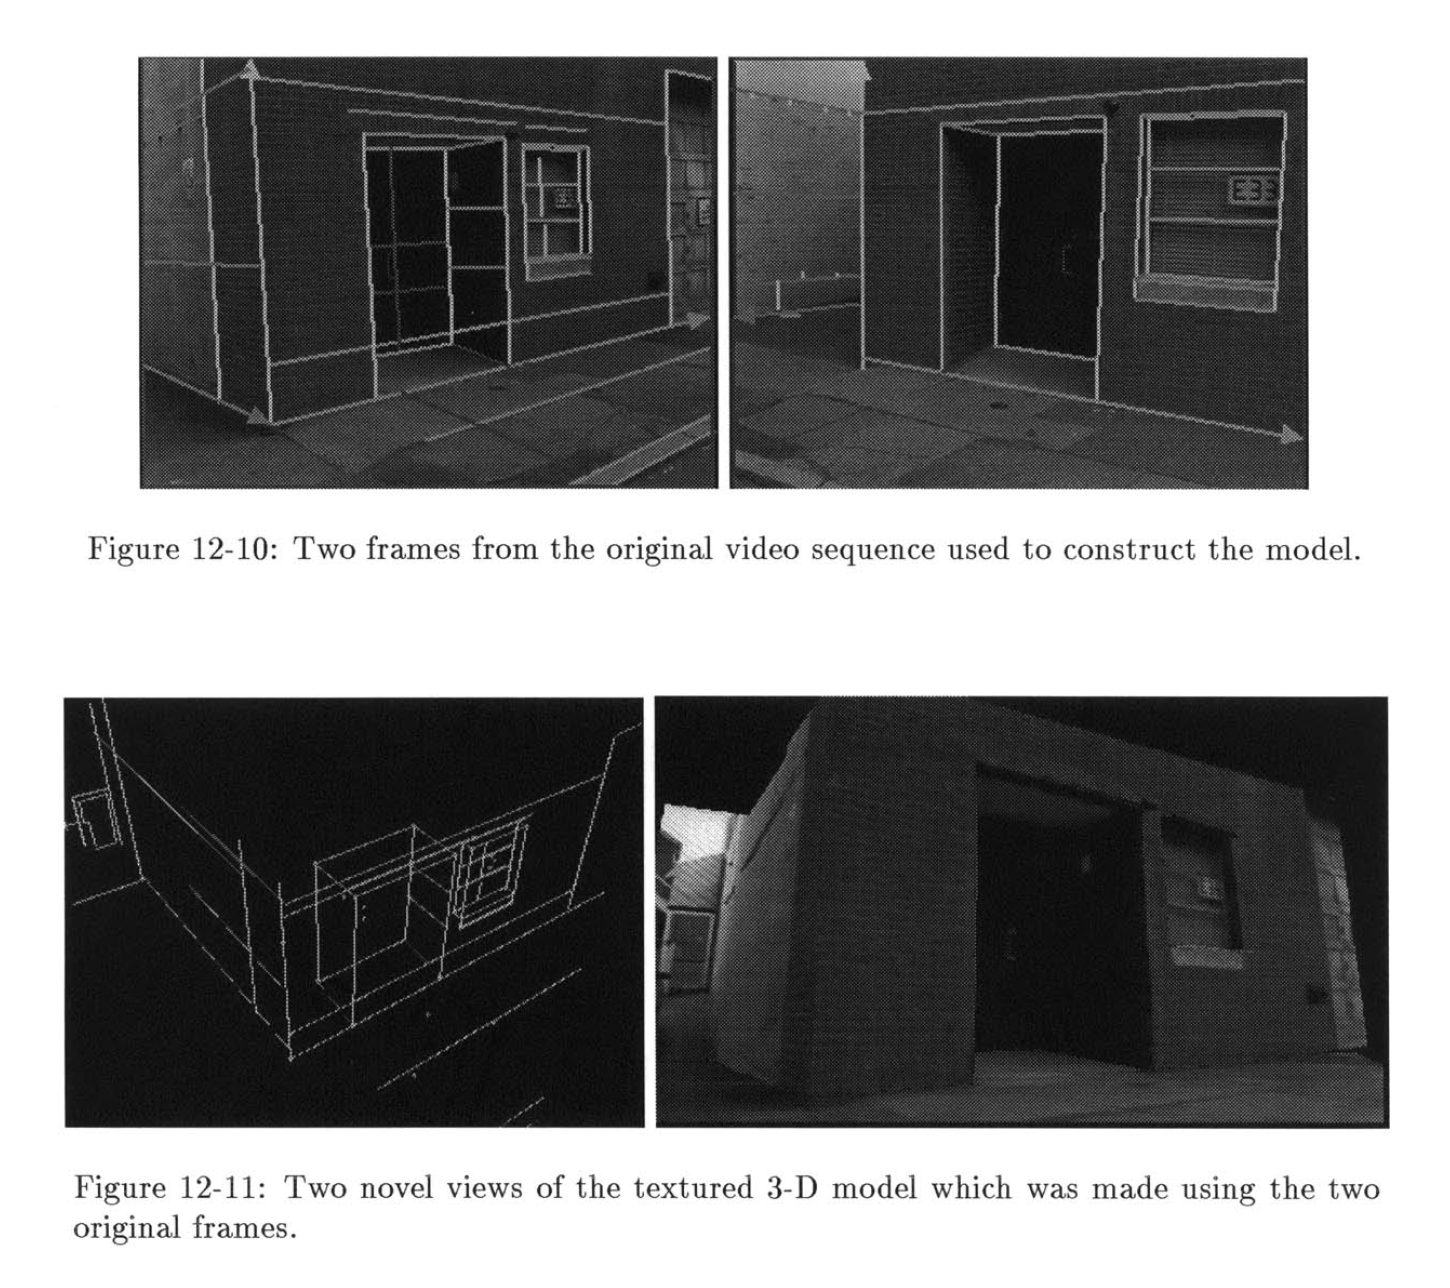 Figure 12-10: Two frames from the original video sequence used to construct the model.
Figure 12-11: Two novel views of the textured 3-D model which was made using the two
original frames.